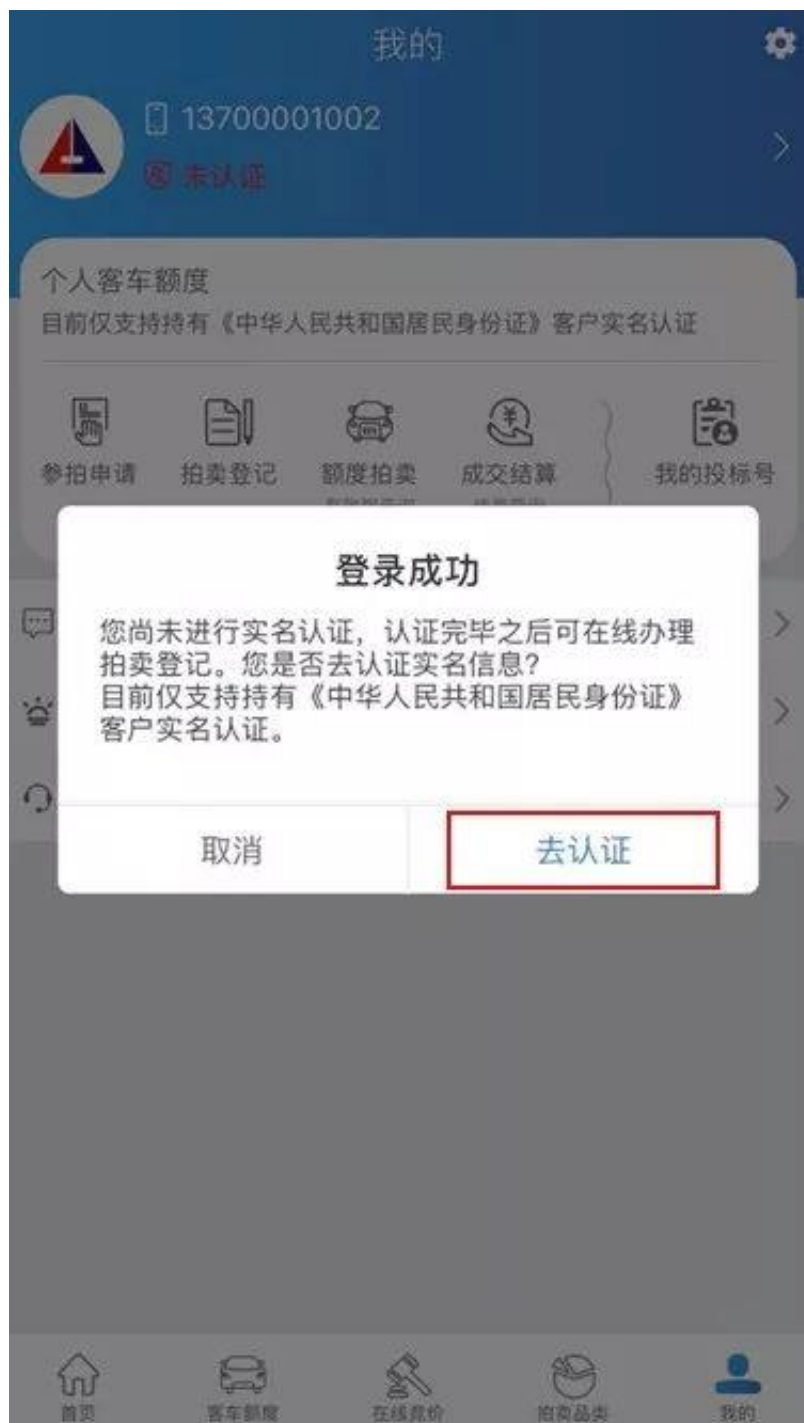 我的
13700001002
未认证
个人客车额度
目前仅支持持有《中华人民共和国居民身份证》客户实名认证
参拍申请 拍卖登记 额度拍卖 成交结算 我的投标号
登录成功
您尚未进行实名认证，认证完毕之后可在线办理
拍卖登记。您是否去认证实名信息？
目前仅支持持有《中华人民共和国居民身份证》
客户实名认证。
取消 去认证
首页 客车额度 在线竞价 拍卖品类 我的